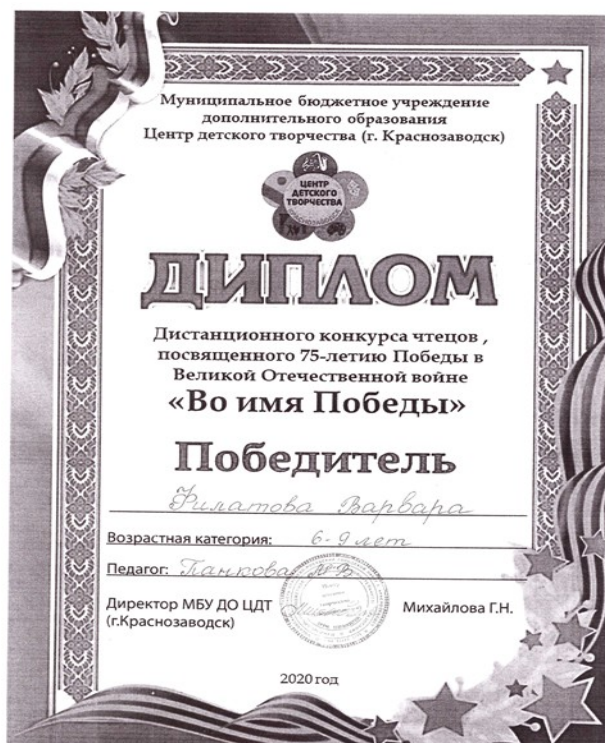 Муниципальное бюджетное учреждение
дополнительного образования
Центр детского творчества (г. Краснозаводск)
ЦЕНТР
ДЕТСКОГО
ТВОРЧЕСТВА
ДИПЛОМ
Дистанционного конкурса чтецов ,
посвященного 75-летию Победы в
Великой Отечественной войне
«Во имя Победы»
Победитель
Филатова Варвара
Возрастная категория: 6-9 лет
Педагог: Панкова
Директор МБУ ДО ЦДТ Михайлова Г.Н.
(г.Краснозаводск)
2020 год